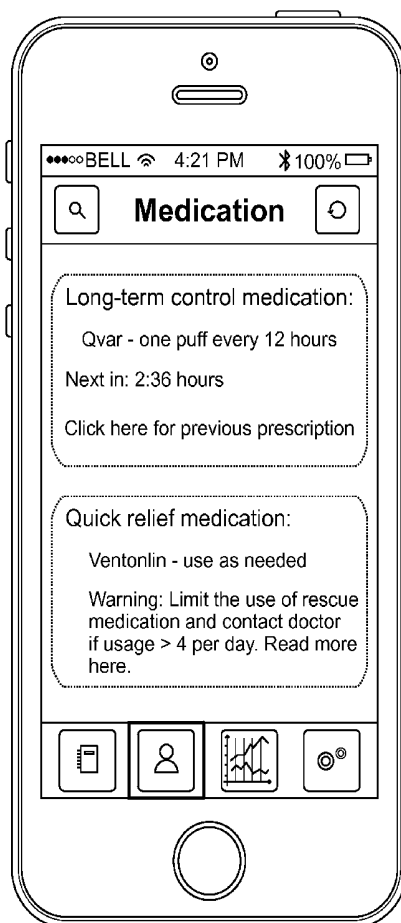 BELL 4:21 PM 100%
Medication
Long-term control medication:
Qvar - one puff every 12 hours
Next in: 2:36 hours
Click here for previous prescription
Quick relief medication:
Ventonlin - use as needed
Warning: Limit the use of rescue
medication and contact doctor
if usage > 4 per day. Read more
here.